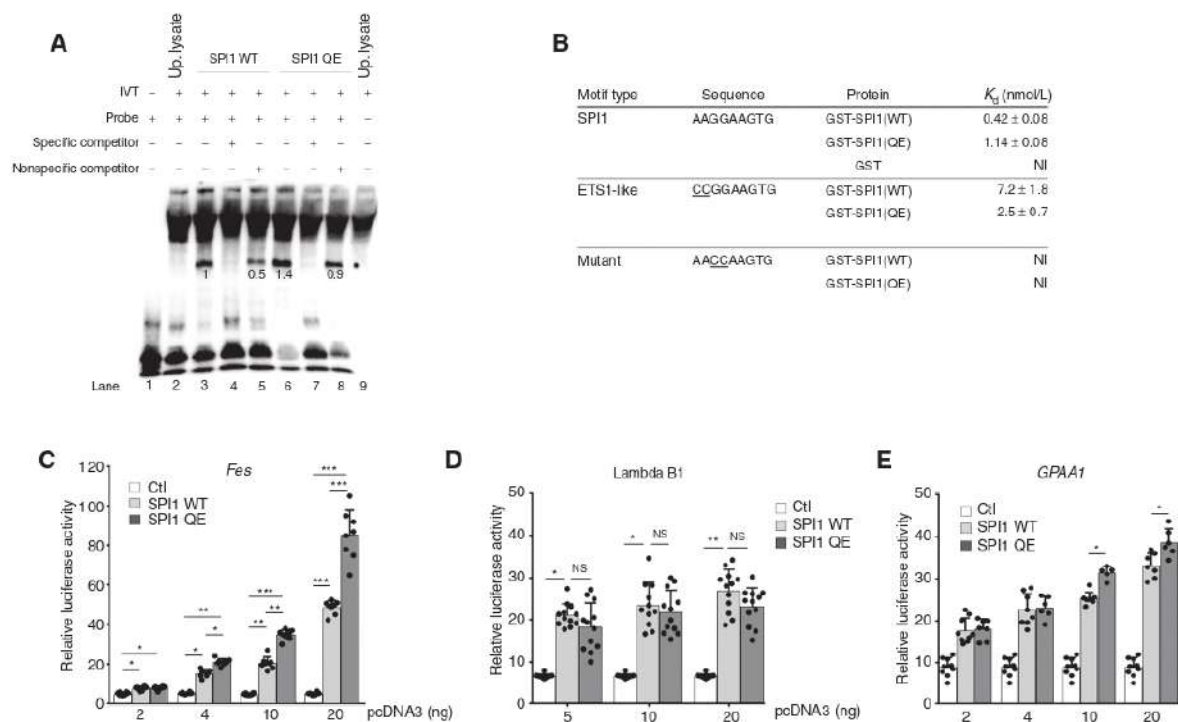 A
Up. lysate
SPI1 WT
SPI1 QE
Up. lysate
IVT – + + + + + + + +
Probe + + + + + + + + –
Specific competitor – – – + – – + – –
Nonspecific competitor – – – – + – – + –
1 0.5 1.4 0.9
Lane 1 2 3 4 5 6 7 8 9
B
Motif type Sequence Protein Kd (nmol/L)
SPI1 AAGGAAGTG GST-SPI1(WT) 0.42 ± 0.08
GST-SPI1(QE) 1.14 ± 0.08
GST NI
ETS1-like CCGGAAGTG GST-SPI1(WT) 7.2 ± 1.8
GST-SPI1(QE) 2.5 ± 0.7
Mutant AACCAAGTG GST-SPI1(WT) NI
GST-SPI1(QE) NI
C
Fes
Relative luciferase activity
120
100
80
60
40
20
0
Ctl
SPI1 WT
SPI1 QE
* *
* ** *
** *** **
*** *** ***
2 4 10 20 pcDNA3 (ng)
D
Lambda B1
Relative luciferase activity
50
40
30
20
10
0
Ctl
SPI1 WT
SPI1 QE
* NS
* NS
** NS
5 10 20 pcDNA3 (ng)
E
GPAA1
Relative luciferase activity
50
40
30
20
10
0
Ctl
SPI1 WT
SPI1 QE
*
*
2 4 10 20